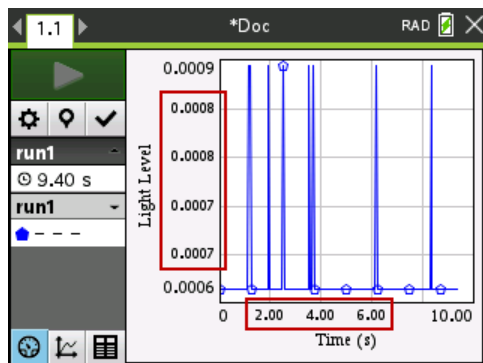 1.1 *Doc RAD
run1
9.40 s
run1
Light Level
0.0009
0.0008
0.0008
0.0007
0.0007
0.0006
0 2.00 4.00 6.00 10.00
Time (s)